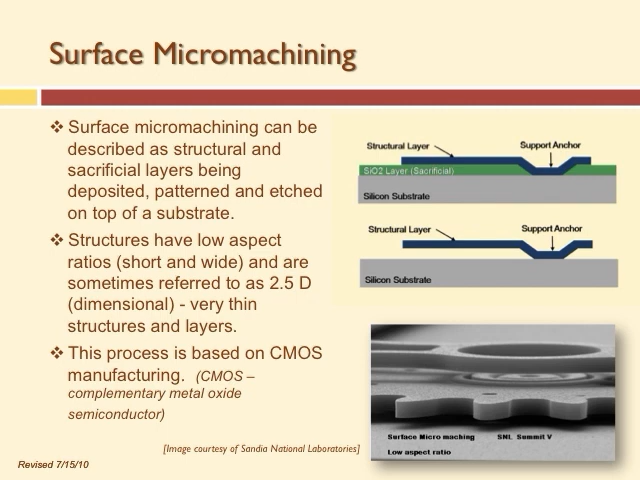 Surface Micromachining
❖ Surface micromachining can be
described as structural and
sacrificial layers being
deposited, patterned and etched
on top of a substrate.
❖ Structures have low aspect
ratios (short and wide) and are
sometimes referred to as 2.5 D
(dimensional) - very thin
structures and layers.
❖ This process is based on CMOS
manufacturing. (CMOS –
complementary metal oxide
semiconductor)
Structural Layer
Support Anchor
SiO2 Layer (Sacrificial)
Silicon Substrate
Structural Layer
Support Anchor
Silicon Substrate
Surface Micro maching SNL Summit V
Low aspect ratio
[Image courtesy of Sandia National Laboratories]
Revised 7/15/10